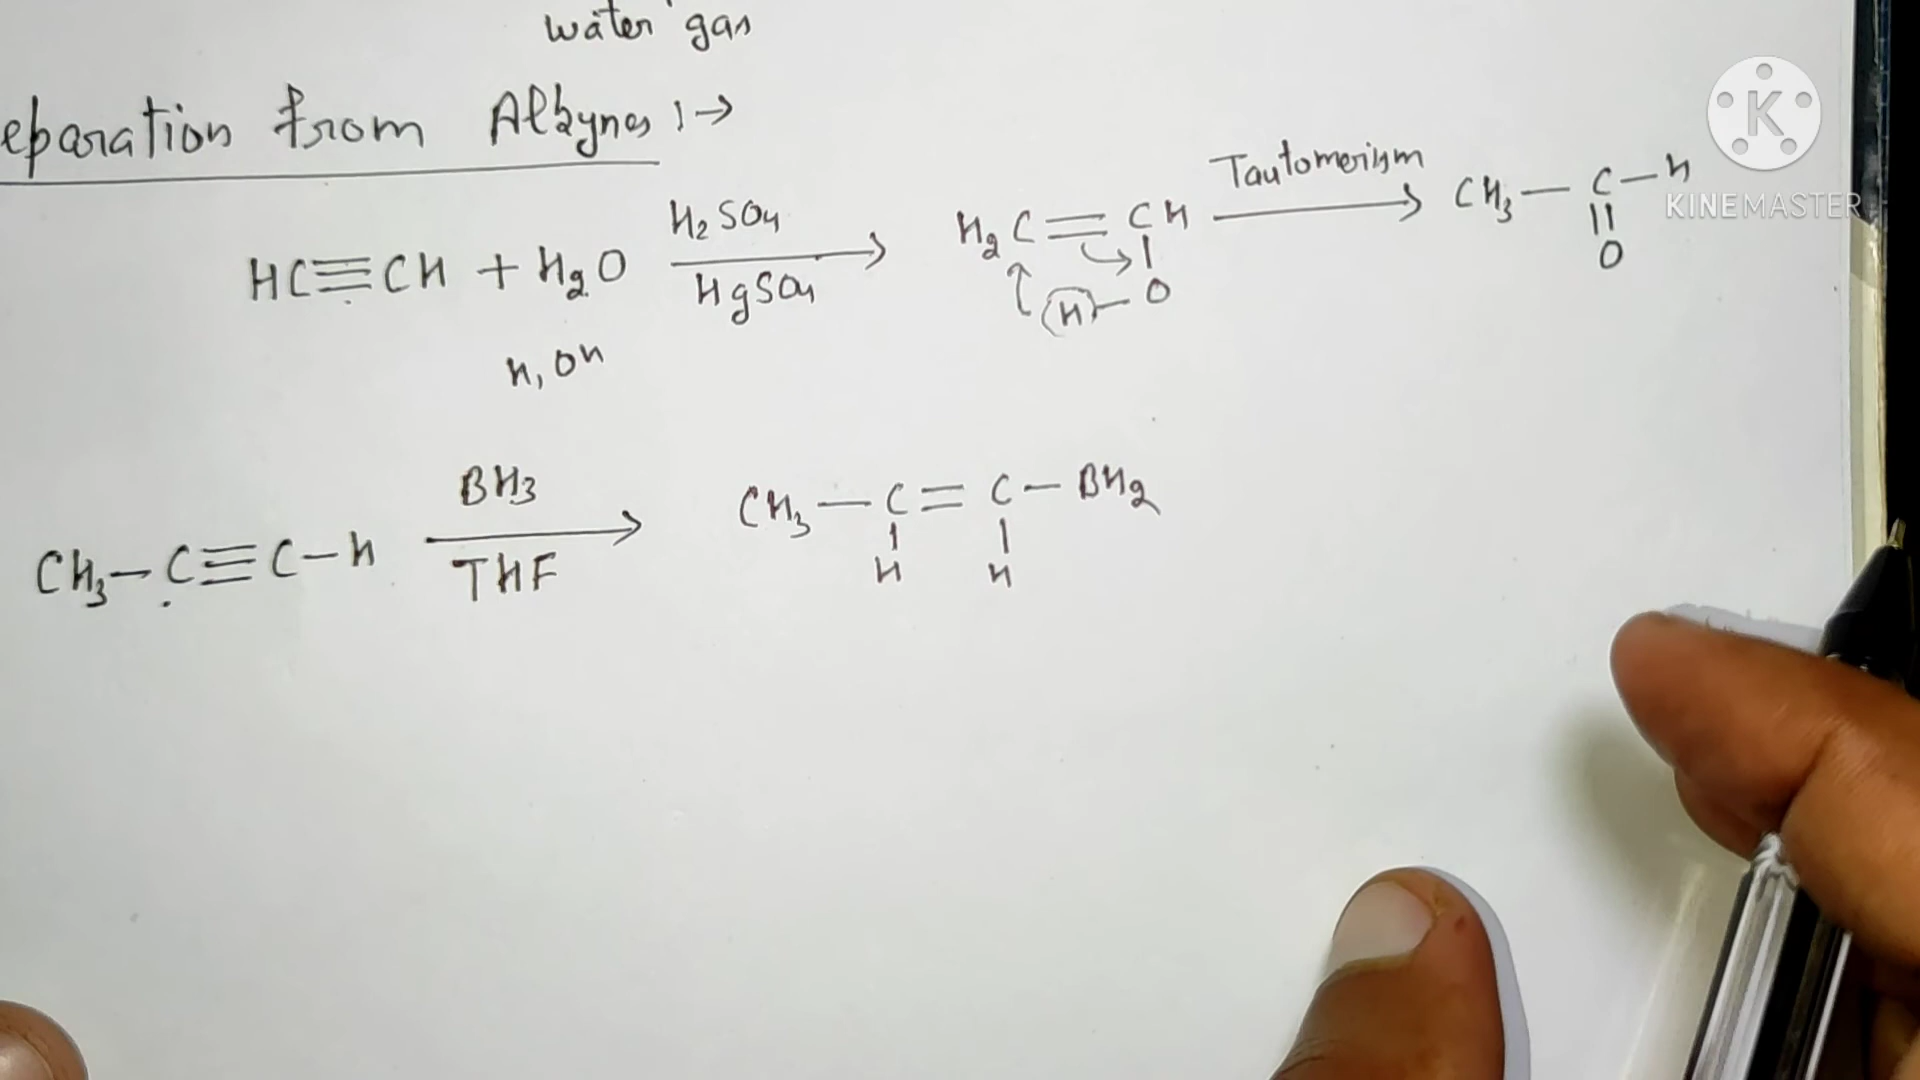 water gas
eparation from Alkynes :→
HC≡CH + H2O H2SO4 / HgSO4 → H2C=CH Tautomerism → CH3—C—H
|| O
H—O
H, OH
CH3—C≡C—H BH3 / THF → CH3—C=C—BH2
H H
K
KINEMASTER